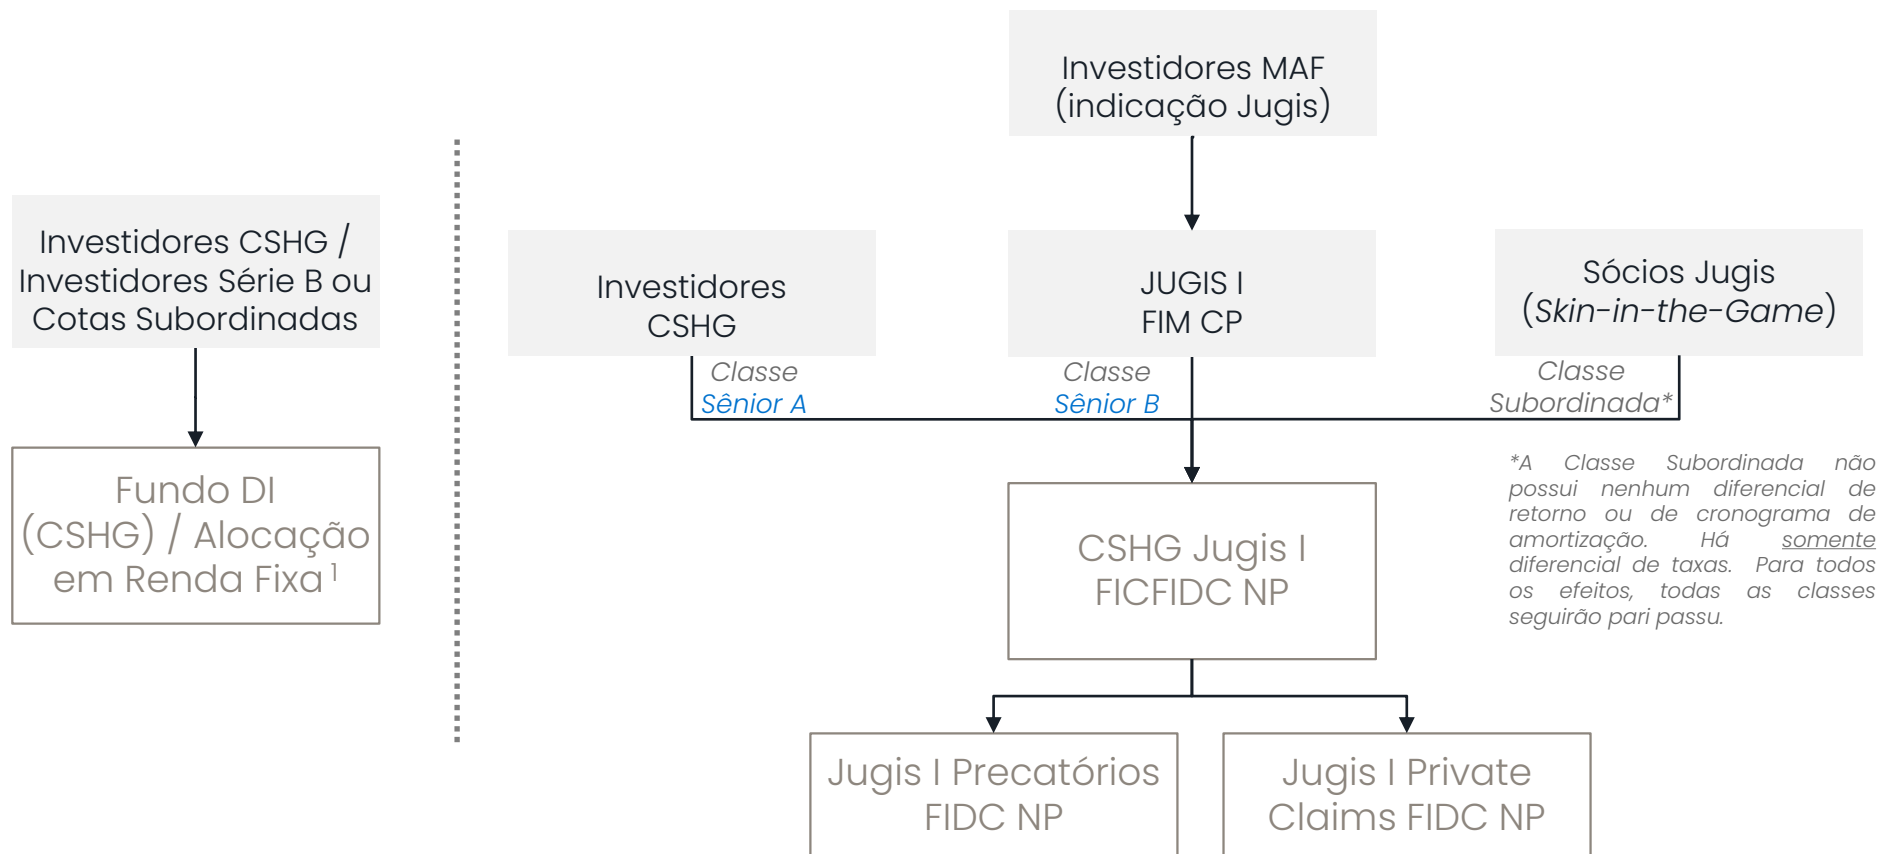 Investidores MAF
(indicação Jugis)
Investidores CSHG /
Investidores Série B ou
Cotas Subordinadas
Investidores
CSHG
JUGIS I
FIM CP
Sócios Jugis
(Skin-in-the-Game)
Classe
Sênior A
Classe
Sênior B
Classe
Subordinada*
Fundo DI
(CSHG) / Alocação
em Renda Fixa ¹
CSHG Jugis I
FICFIDC NP
*A Classe Subordinada não
possui nenhum diferencial de
retorno ou de cronograma de
amortização. Há somente
diferencial de taxas. Para todos
os efeitos, todas as classes
seguirão pari passu.
Jugis I Precatórios
FIDC NP
Jugis I Private
Claims FIDC NP